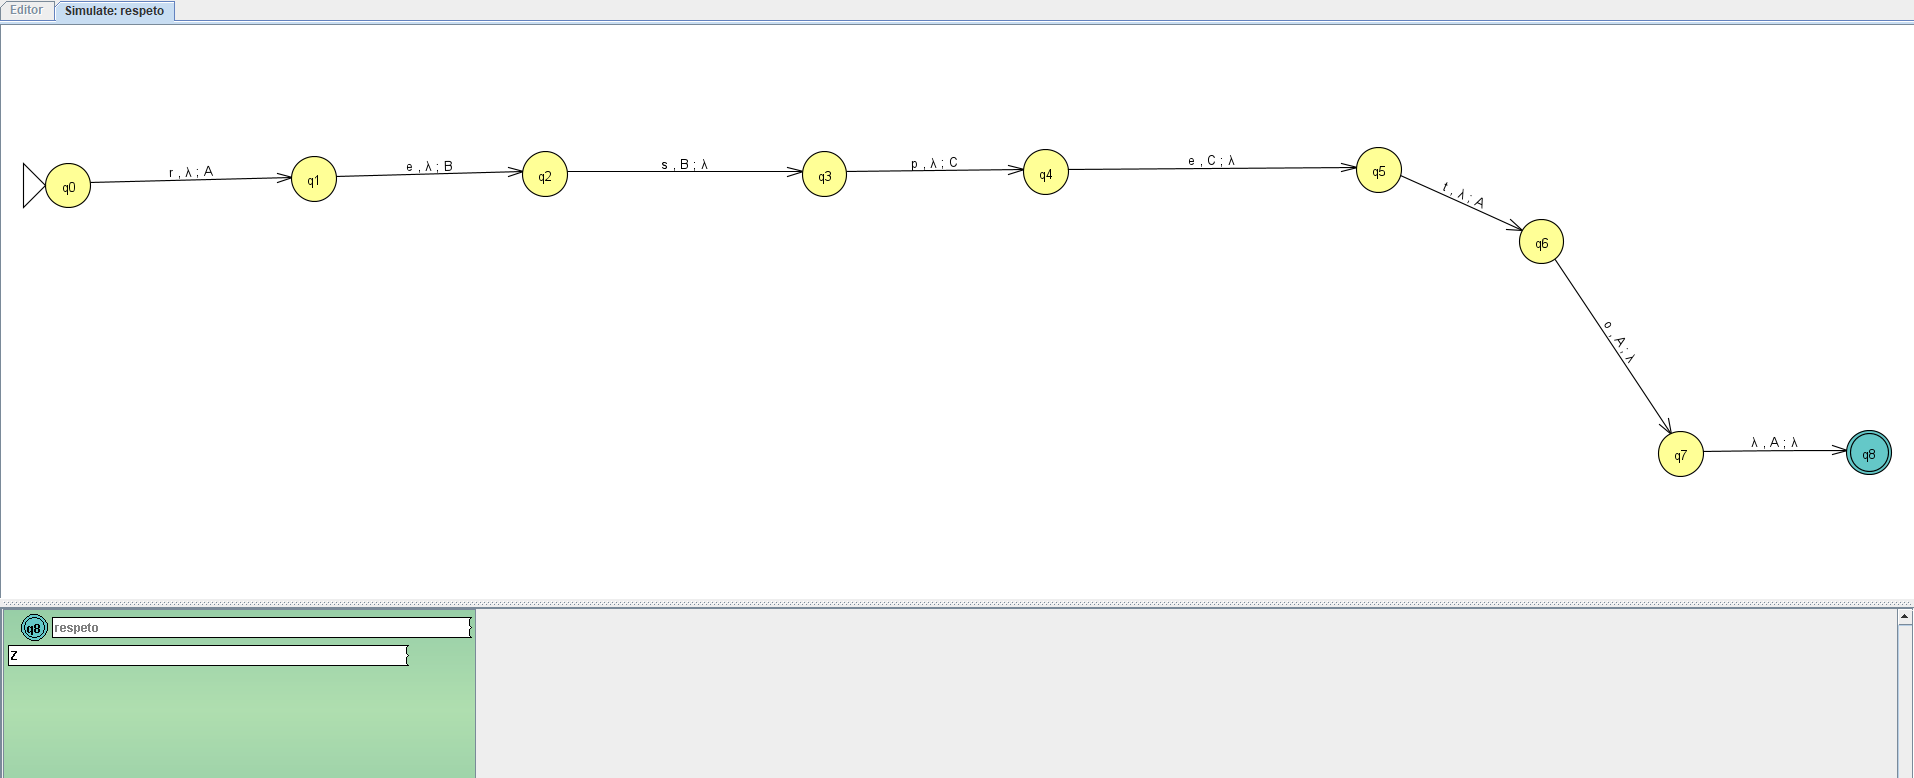 Editor
Simulate: respeto
r , λ ; A
e , λ ; B
s , B ; λ
p , λ ; C
e , C ; λ
t , λ ; A
o , A ; λ
λ , A ; λ
q0
q1
q2
q3
q4
q5
q6
q7
q8
q8 respeto
Z